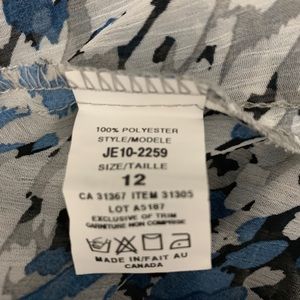 100% POLYESTER
STYLE/MODELE
JE10-2259
SIZE/TAILLE
12
CA 31367 ITEM 31305
LOT A5187
EXCLUSIVE OF TRIM
GARNITURE NON COMPRISE
MADE IN/FAIT AU
CANADA